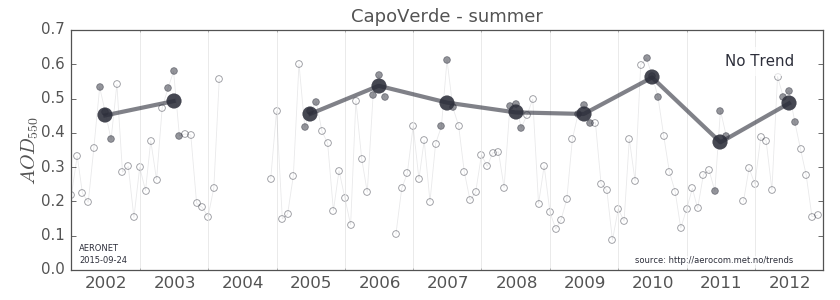 CapoVerde - summer
No Trend
0.7
0.6
0.5
0.4
0.3
0.2
0.1
0.0
AOD550
AERONET
2015-09-24
source: http://aerocom.met.no/trends
2002 2003 2004 2005 2006 2007 2008 2009 2010 2011 2012